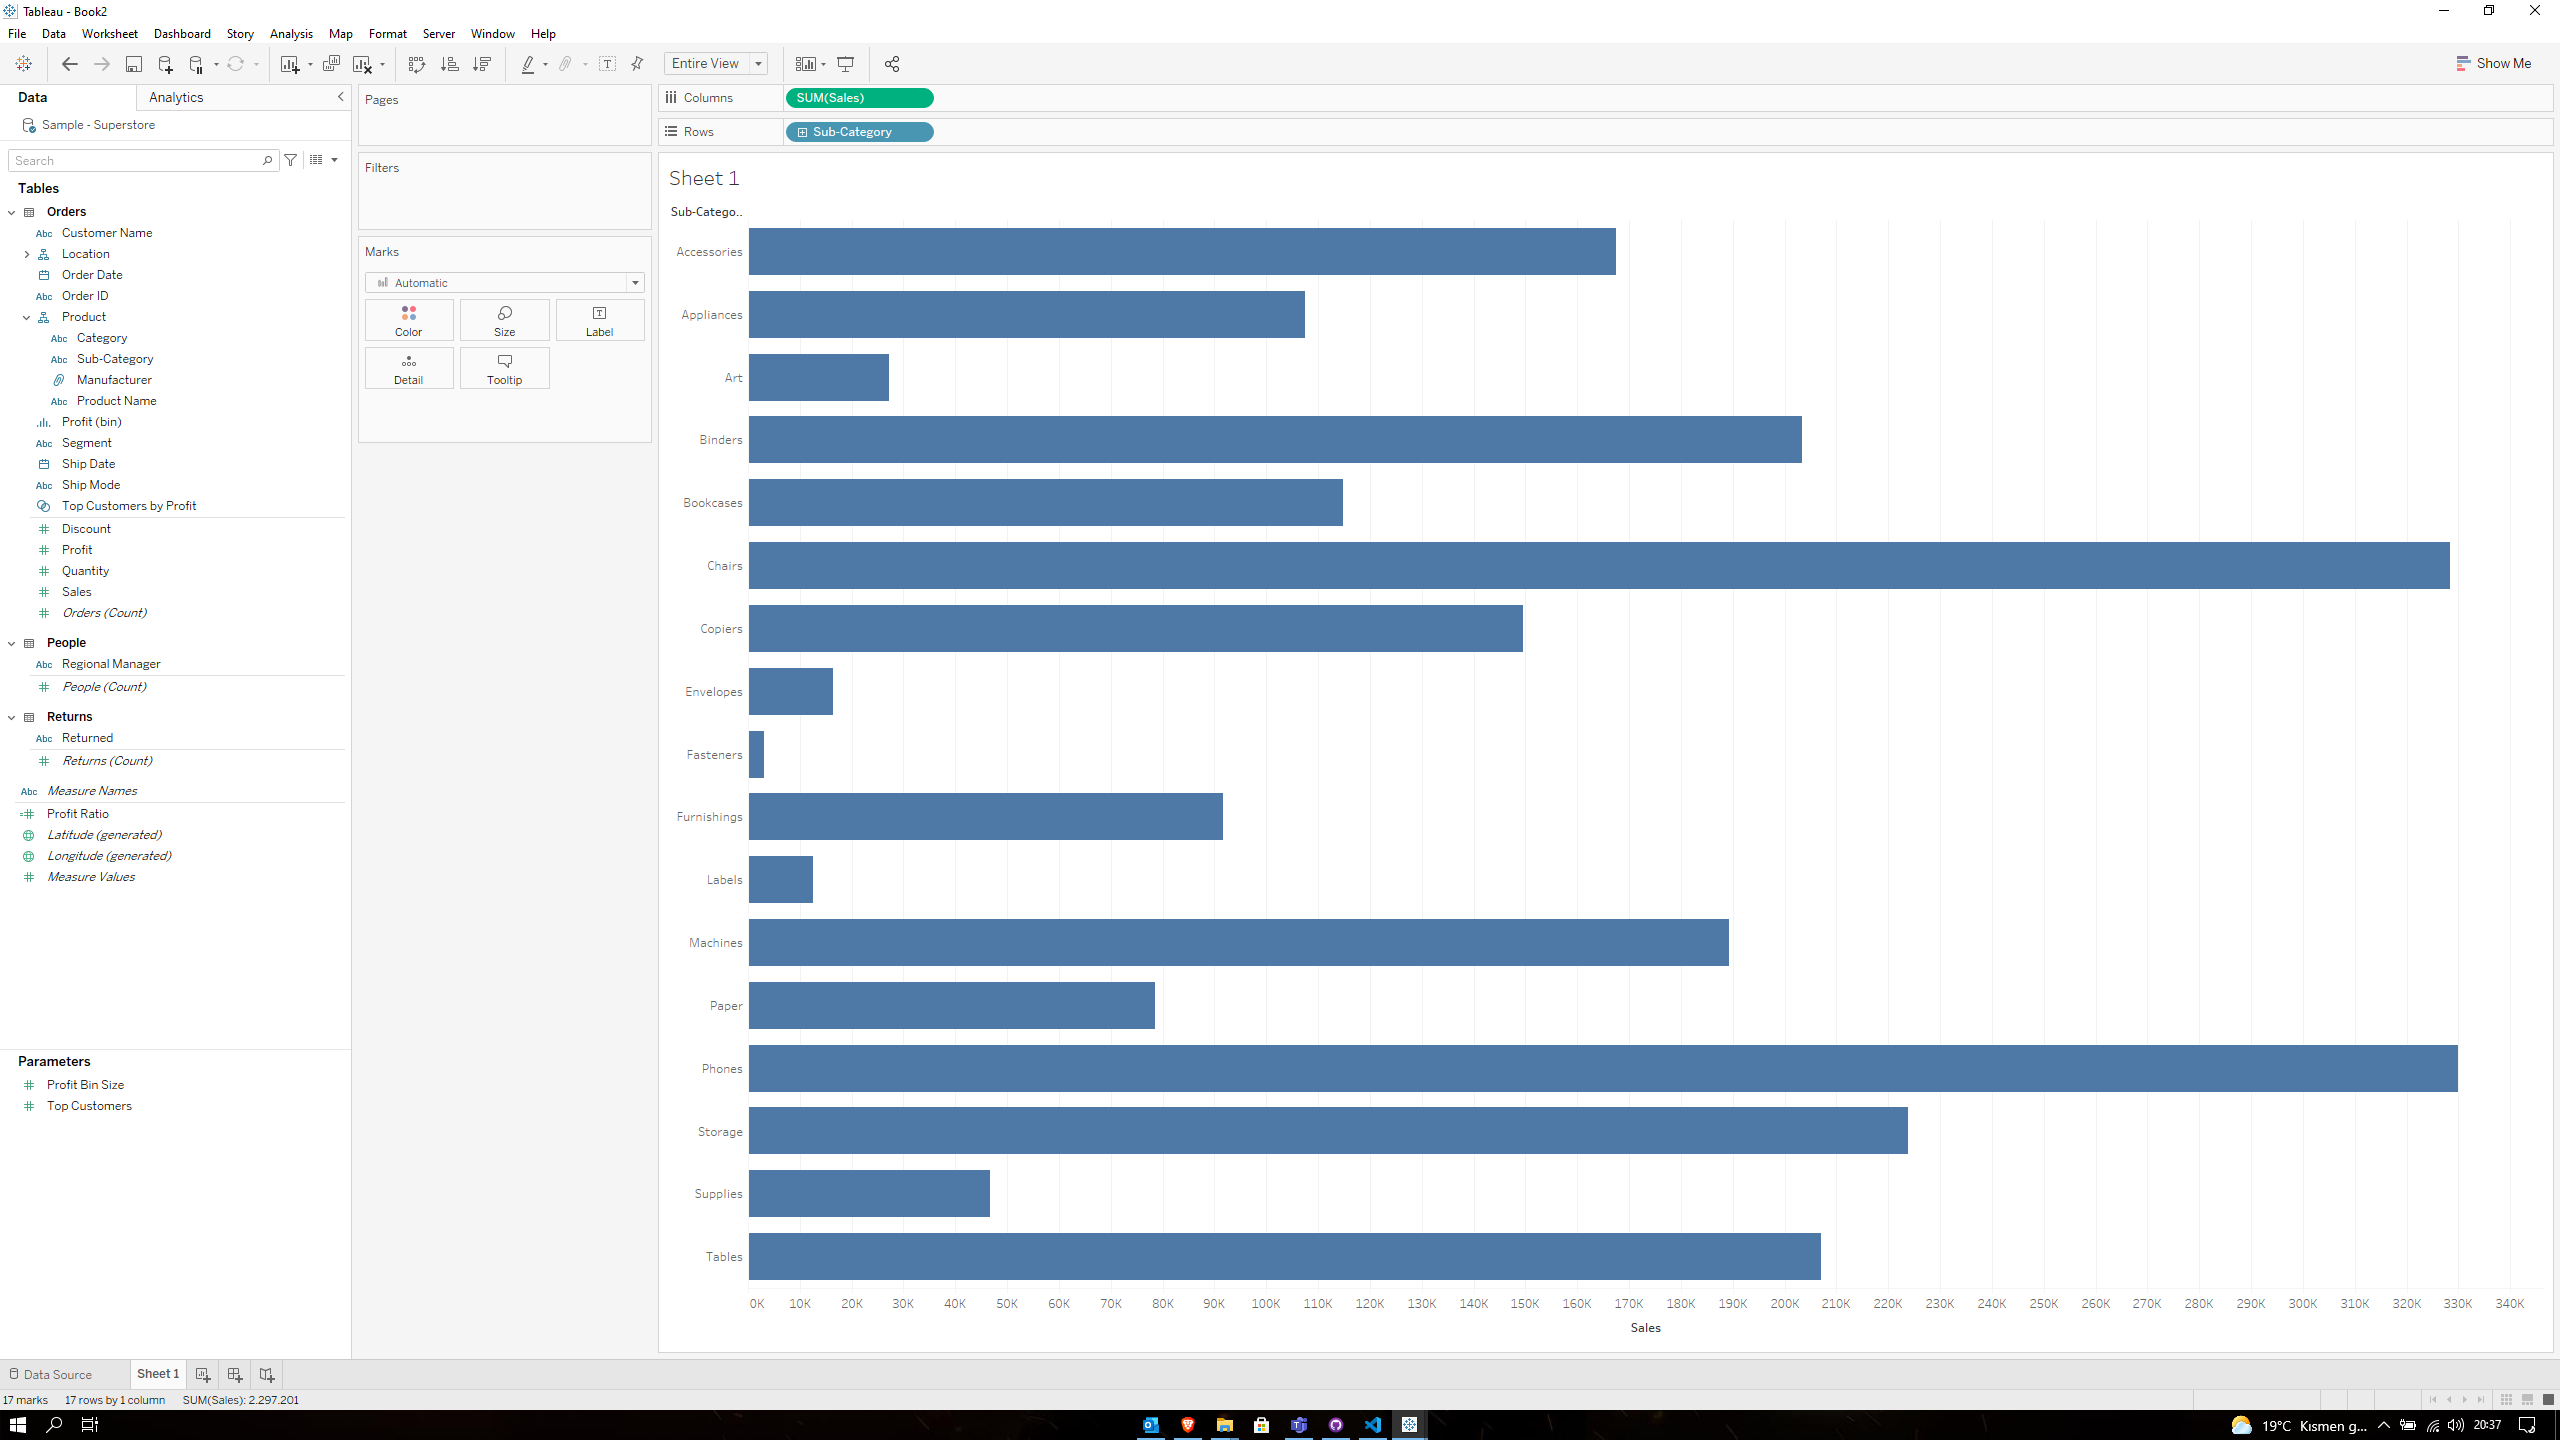 Tableau - Book2
File Data Worksheet Dashboard Story Analysis Map Format Server Window Help
Entire View
Show Me
Data Analytics
Sample - Superstore
Search
Tables
Orders
Abc Customer Name
Location
Order Date
Abc Order ID
Product
Abc Category
Abc Sub-Category
Manufacturer
Abc Product Name
Profit (bin)
Abc Segment
Ship Date
Abc Ship Mode
Top Customers by Profit
Discount
Profit
Quantity
Sales
Orders (Count)
People
Abc Regional Manager
People (Count)
Returns
Abc Returned
Returns (Count)
Abc Measure Names
Profit Ratio
Latitude (generated)
Longitude (generated)
Measure Values
Parameters
Profit Bin Size
Top Customers
Pages
Filters
Marks
Automatic
Color Size Label
Detail Tooltip
Columns SUM(Sales)
Rows Sub-Category
Sheet 1
Sub-Catego..
Accessories
Appliances
Art
Binders
Bookcases
Chairs
Copiers
Envelopes
Fasteners
Furnishings
Labels
Machines
Paper
Phones
Storage
Supplies
Tables
0K 10K 20K 30K 40K 50K 60K 70K 80K 90K 100K 110K 120K 130K 140K 150K 160K 170K 180K 190K 200K 210K 220K 230K 240K 250K 260K 270K 280K 290K 300K 310K 320K 330K 340K
Sales
Data Source Sheet 1
17 marks 17 rows by 1 column SUM(Sales): 2.297.201
19°C Kısmen g... 20:37